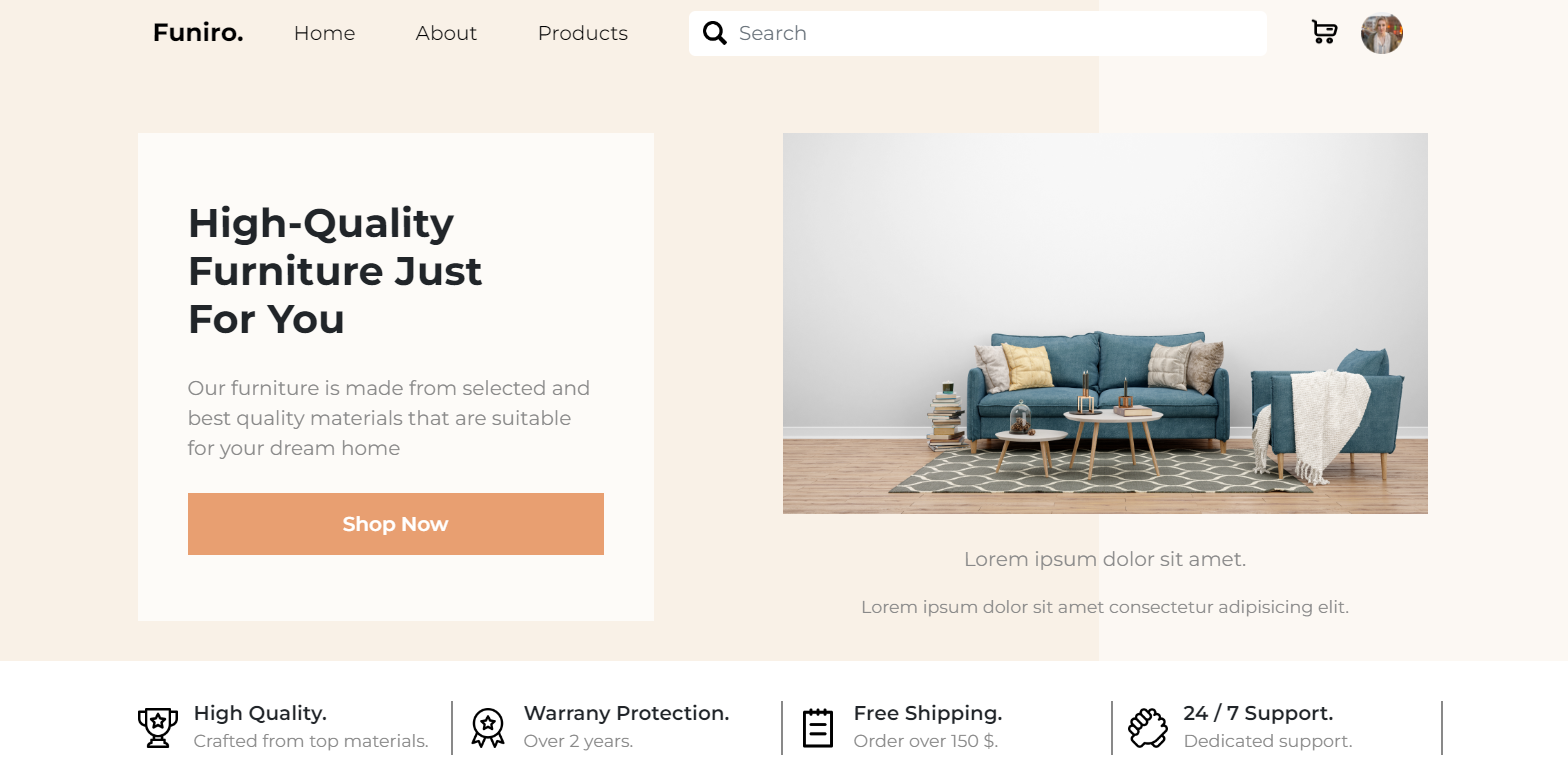 Funiro.
Home
About
Products
Search
High-Quality
Furniture Just
For You
Our furniture is made from selected and
best quality materials that are suitable
for your dream home
Shop Now
Lorem ipsum dolor sit amet.
Lorem ipsum dolor sit amet consectetur adipisicing elit.
High Quality.
Crafted from top materials.
Warrany Protection.
Over 2 years.
Free Shipping.
Order over 150 $.
24 / 7 Support.
Dedicated support.